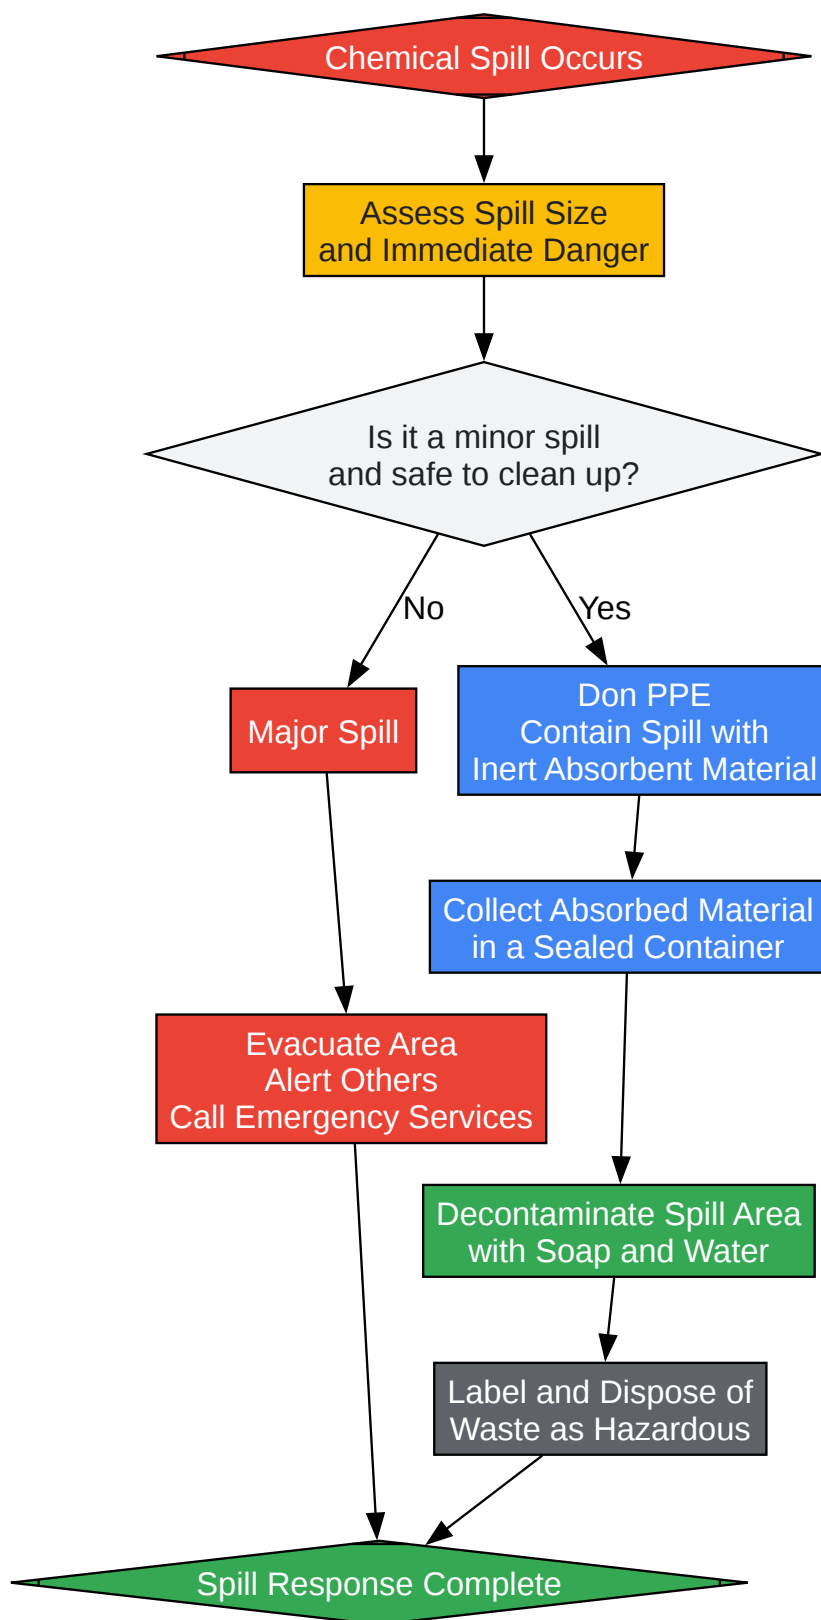 Chemical Spill Occurs
Assess Spill Size
and Immediate Danger
Is it a minor spill
and safe to clean up?
No
Yes
Major Spill
Don PPE
Contain Spill with
Inert Absorbent Material
Collect Absorbed Material
in a Sealed Container
Evacuate Area
Alert Others
Call Emergency Services
Decontaminate Spill Area
with Soap and Water
Label and Dispose of
Waste as Hazardous
Spill Response Complete